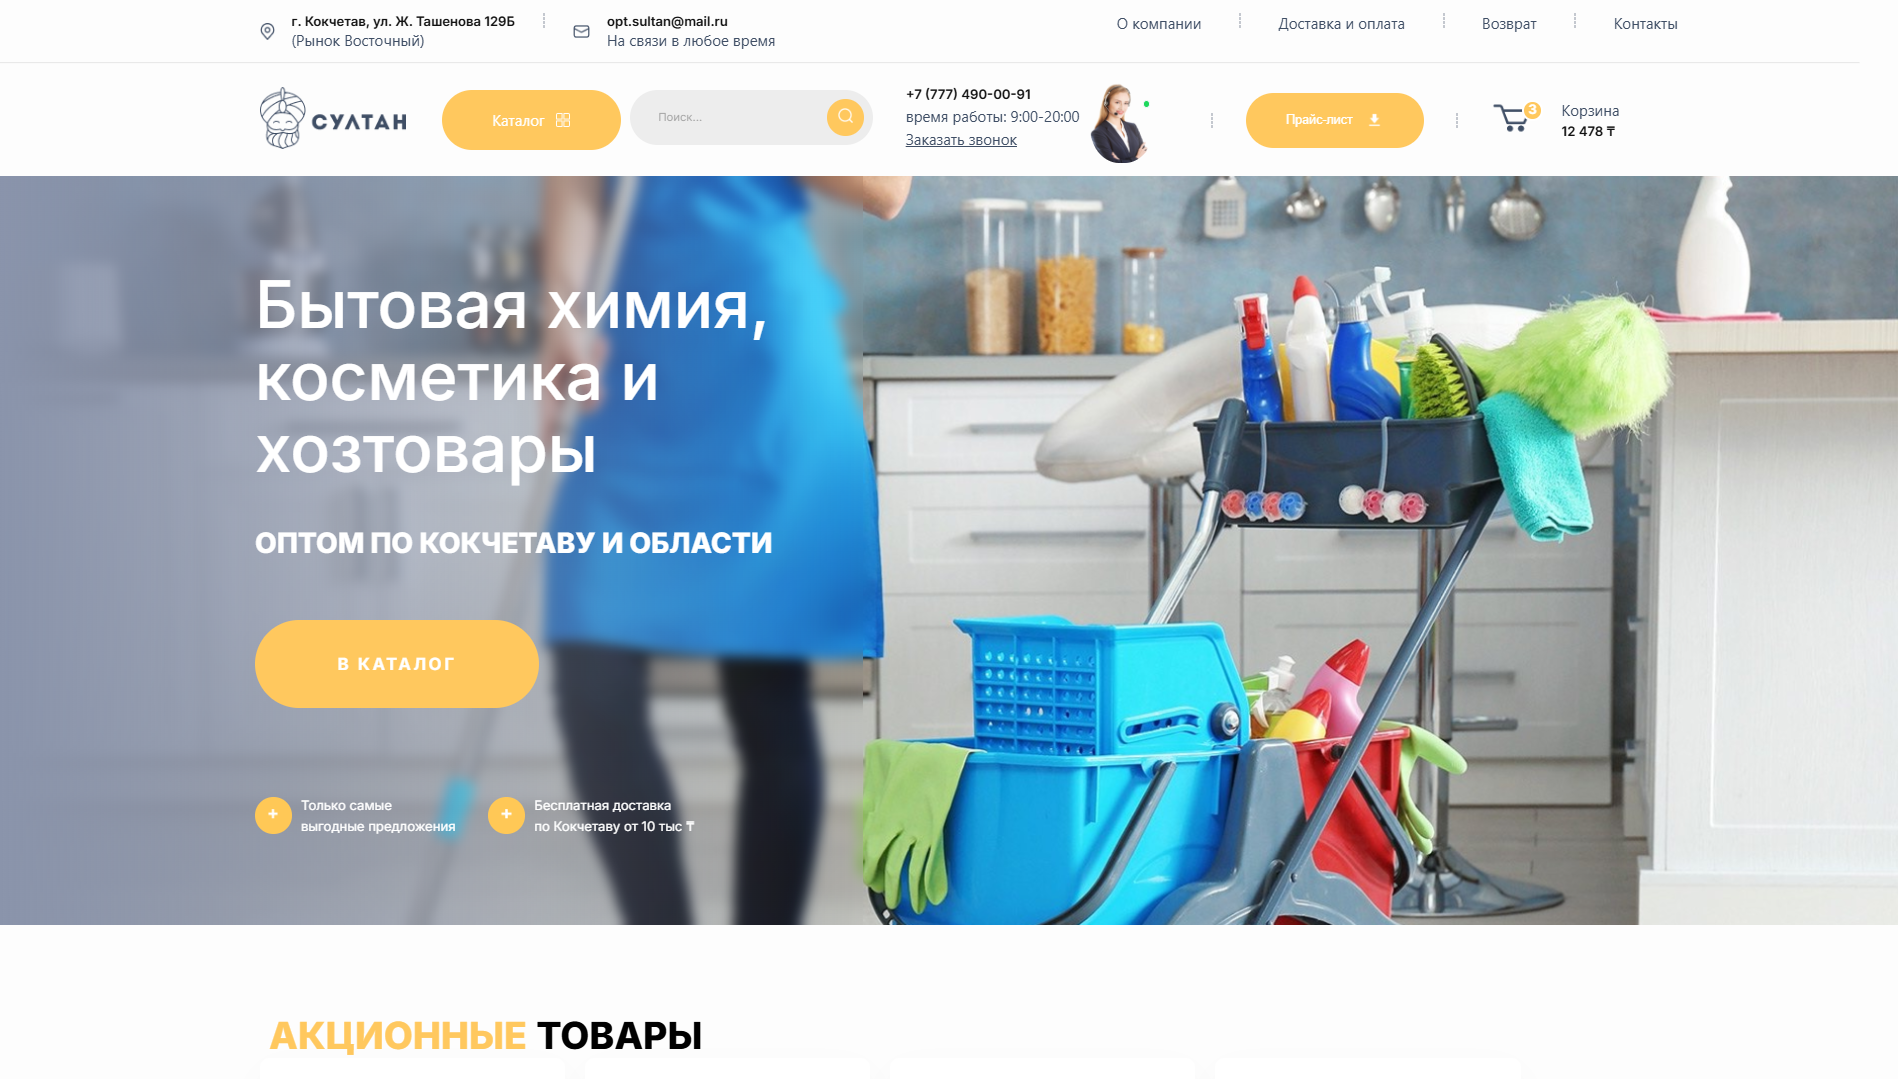 г. Кокчетав, ул. Ж. Ташенова 129Б
(Рынок Восточный)
opt.sultan@mail.ru
На связи в любое время
О компании
Доставка и оплата
Возврат
Контакты
СУЛТАН
Каталог
Поиск...
+7 (777) 490-00-91
время работы: 9:00-20:00
Заказать звонок
Прайс-лист
3
Корзина
12 478 ₸
Бытовая химия,
косметика и
хозтовары
ОПТОМ ПО КОКЧЕТАВУ И ОБЛАСТИ
В КАТАЛОГ
Только самые
выгодные предложения
Бесплатная доставка
по Кокчетаву от 10 тыс ₸
АКЦИОННЫЕ ТОВАРЫ